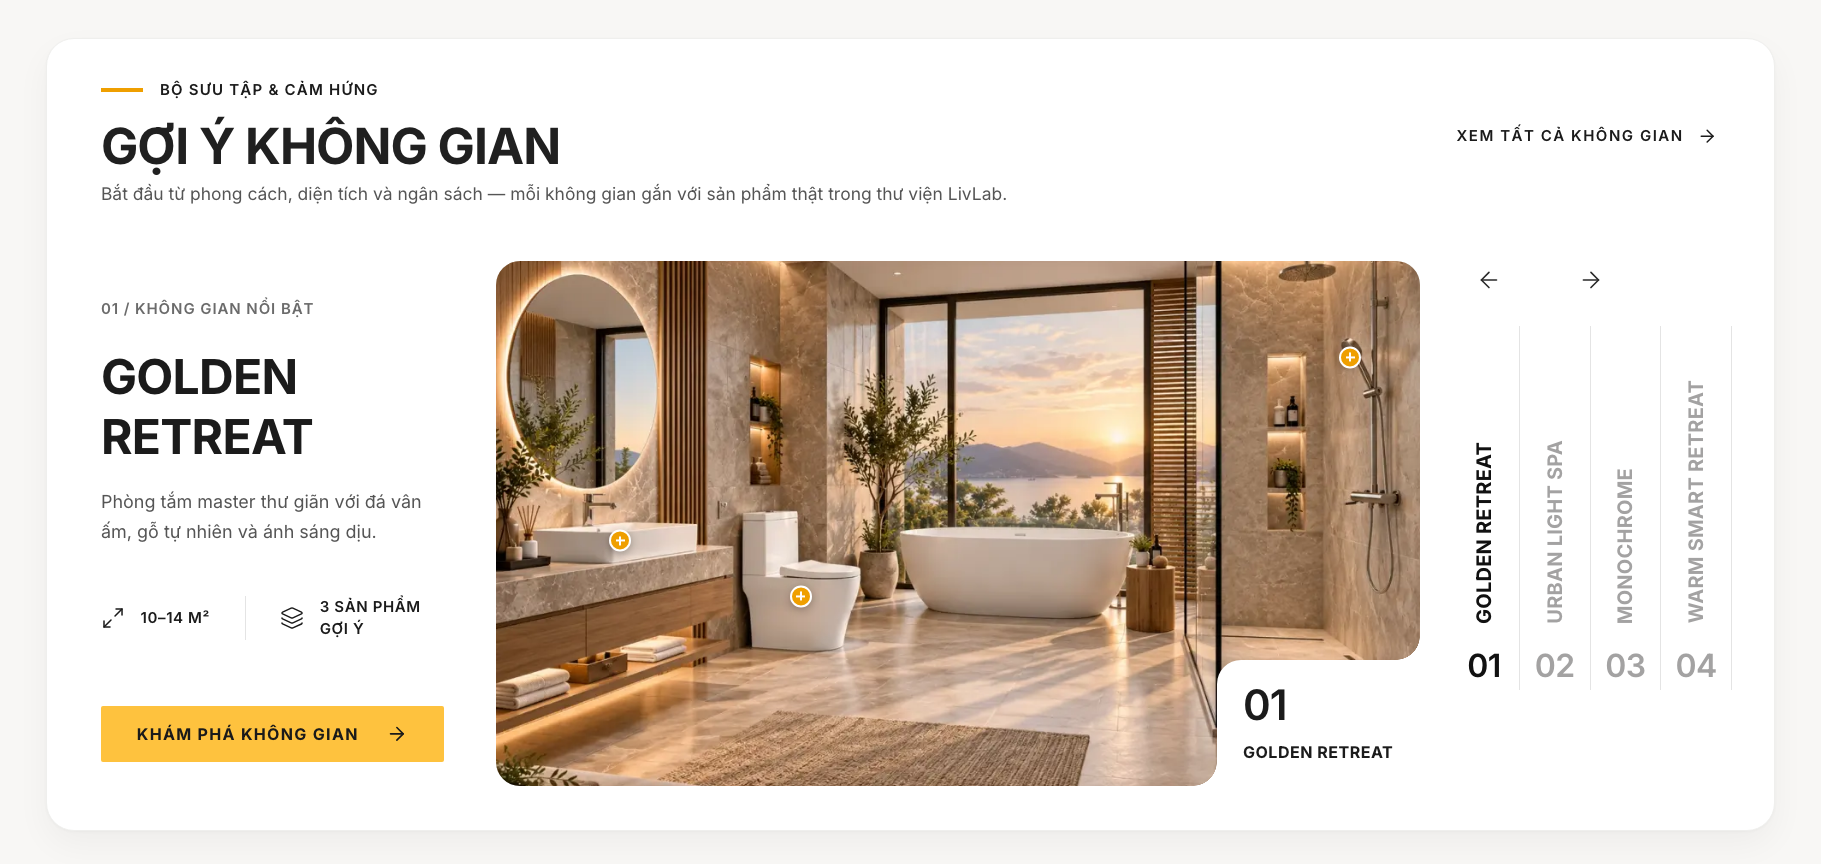 BỘ SƯU TẬP & CẢM HỨNG
GỢI Ý KHÔNG GIAN
Bắt đầu từ phong cách, diện tích và ngân sách — mỗi không gian gắn với sản phẩm thật trong thư viện LivLab.
XEM TẤT CẢ KHÔNG GIAN
01 / KHÔNG GIAN NỔI BẬT
GOLDEN
RETREAT
Phòng tắm master thư giãn với đá vân
ấm, gỗ tự nhiên và ánh sáng dịu.
10–14 M²
3 SẢN PHẨM
GỢI Ý
KHÁM PHÁ KHÔNG GIAN
01
GOLDEN RETREAT
GOLDEN RETREAT
01
URBAN LIGHT SPA
02
MONOCHROME
03
WARM SMART RETREAT
04